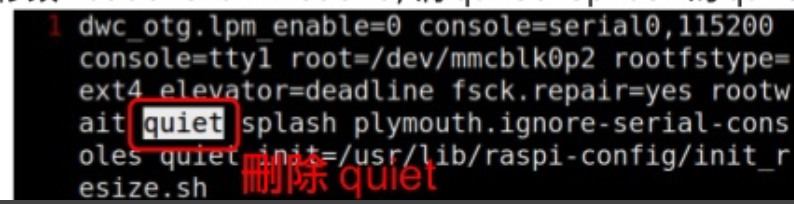 1 dwc_otg.lpm_enable=0 console=serial0,115200
console=tty1 root=/dev/mmcblk0p2 rootfstype=
ext4 elevator=deadline fsck.repair=yes rootw
ait quiet splash plymouth.ignore-serial-cons
oles quiet init=/usr/lib/raspi-config/init_r
esize.sh
刪除 quiet